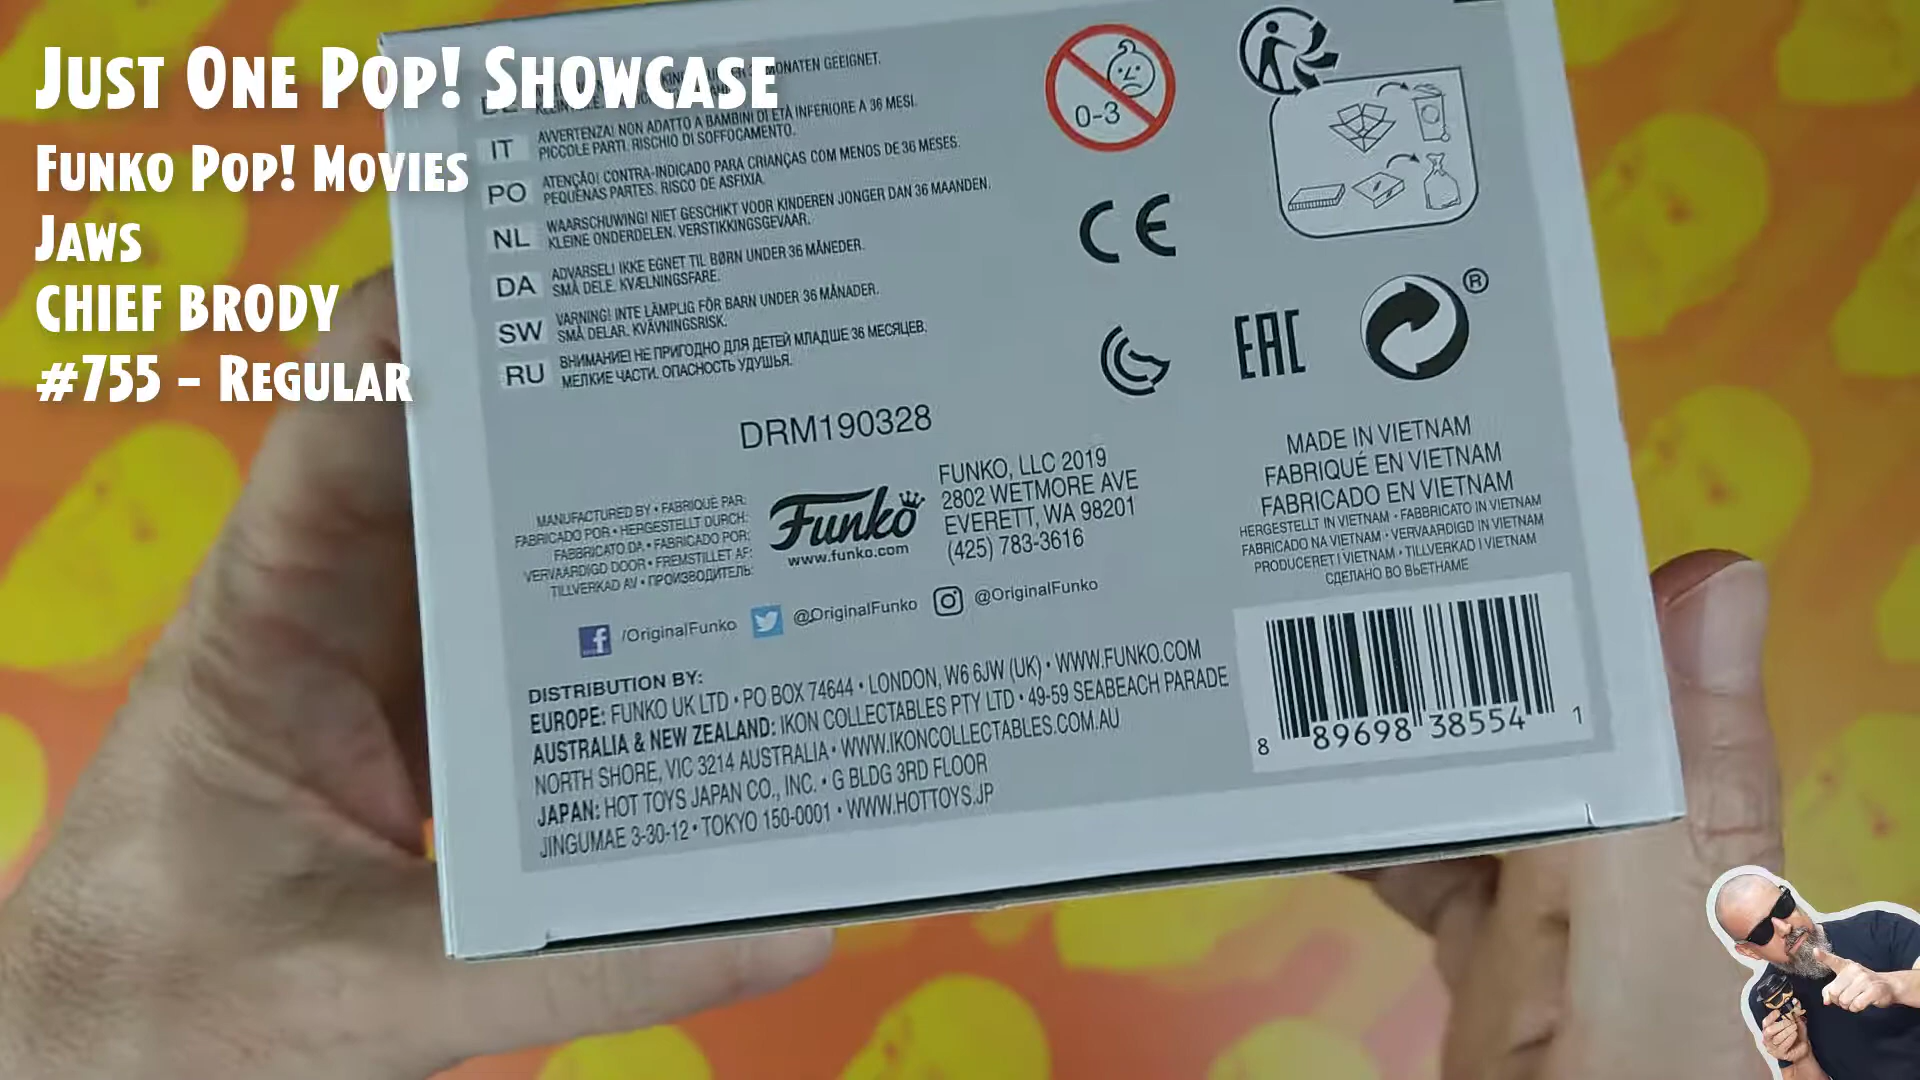 JUST ONE POP! SHOWCASE
FUNKO POP! MOVIES
JAWS
CHIEF BRODY
#755 - REGULAR
DE
MONATEN GEEIGNET.
IT AVVERTENZA! NON ADATTO A BAMBINI DI ETÀ INFERIORE A 36 MESI.
PICCOLE PARTI. RISCHIO DI SOFFOCAMENTO.
PO ATENÇÃO! CONTRA-INDICADO PARA CRIANÇAS COM MENOS DE 36 MESES.
PEQUENAS PARTES. RISCO DE ASFIXIA.
NL WAARSCHUWING! NIET GESCHIKT VOOR KINDEREN JONGER DAN 36 MAANDEN.
KLEINE ONDERDELEN. VERSTIKKINGSGEVAAR.
DA ADVARSEL! IKKE EGNET TIL BØRN UNDER 36 MÅNEDER.
SMÅ DELE. KVÆLNINGSFARE.
SW VARNING! INTE LÄMPLIG FÖR BARN UNDER 36 MÅNADER.
SMÅ DELAR. KVÄVNINGSRISK.
RU ВНИМАНИЕ! НЕ ПРИГОДНО ДЛЯ ДЕТЕЙ МЛАДШЕ 36 МЕСЯЦЕВ.
МЕЛКИЕ ЧАСТИ. ОПАСНОСТЬ УДУШЬЯ.
0-3
CE
EAC
®
DRM190328
MANUFACTURED BY • FABRIQUÉ PAR:
FABRICADO POR • HERGESTELLT DURCH:
FABBRICATO DA • FABRICADO POR:
VERVAARDIGD DOOR • FREMSTILLET AF:
TILLVERKAD AV • ПРОИЗВОДИТЕЛЬ:
Funko
www.funko.com
FUNKO, LLC 2019
2802 WETMORE AVE
EVERETT, WA 98201
(425) 783-3616
MADE IN VIETNAM
FABRIQUÉ EN VIETNAM
FABRICADO EN VIETNAM
HERGESTELLT IN VIETNAM • FABBRICATO IN VIETNAM
FABRICADO NA VIETNAM • VERVAARDIGD IN VIETNAM
PRODUCERET I VIETNAM • TILLVERKAD I VIETNAM
СДЕЛАНО ВО ВЬЕТНАМЕ
f /OriginalFunko @OriginalFunko @OriginalFunko
DISTRIBUTION BY:
EUROPE: FUNKO UK LTD • PO BOX 74644 • LONDON, W6 6JW (UK) • WWW.FUNKO.COM
AUSTRALIA & NEW ZEALAND: IKON COLLECTABLES PTY LTD • 49-59 SEABEACH PARADE
NORTH SHORE, VIC 3214 AUSTRALIA • WWW.IKONCOLLECTABLES.COM.AU
JAPAN: HOT TOYS JAPAN CO., INC. • G BLDG 3RD FLOOR
JINGUMAE 3-30-12 • TOKYO 150-0001 • WWW.HOTTOYS.JP
8 89698 38554 1